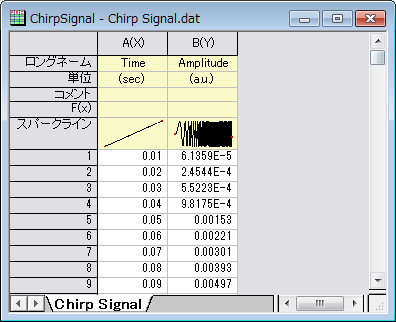 ChirpSignal - Chirp Signal.dat
A(X) B(Y)
ロングネーム Time Amplitude
単位 (sec) (a.u.)
コメント
F(x)
スパークライン
1 0.01 6.1359E-5
2 0.02 2.4544E-4
3 0.03 5.5223E-4
4 0.04 9.8175E-4
5 0.05 0.00153
6 0.06 0.00221
7 0.07 0.00301
8 0.08 0.00393
9 0.09 0.00497
Chirp Signal